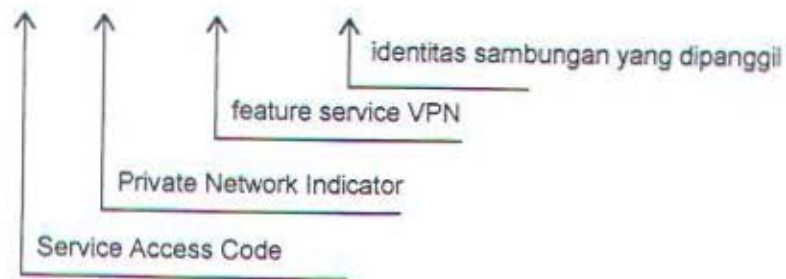 identitas sambungan yang dipanggil
feature service VPN
Private Network Indicator
Service Access Code